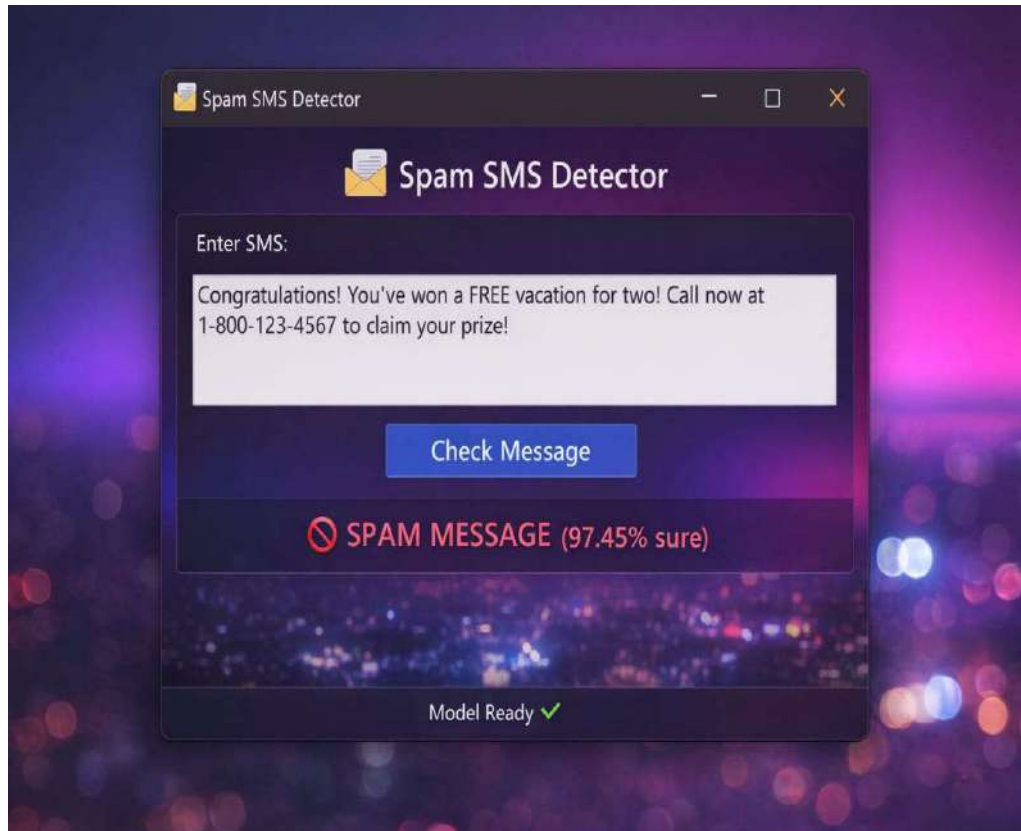 Spam SMS Detector
Spam SMS Detector
Enter SMS:
Congratulations! You've won a FREE vacation for two! Call now at
1-800-123-4567 to claim your prize!
Check Message
SPAM MESSAGE (97.45% sure)
Model Ready